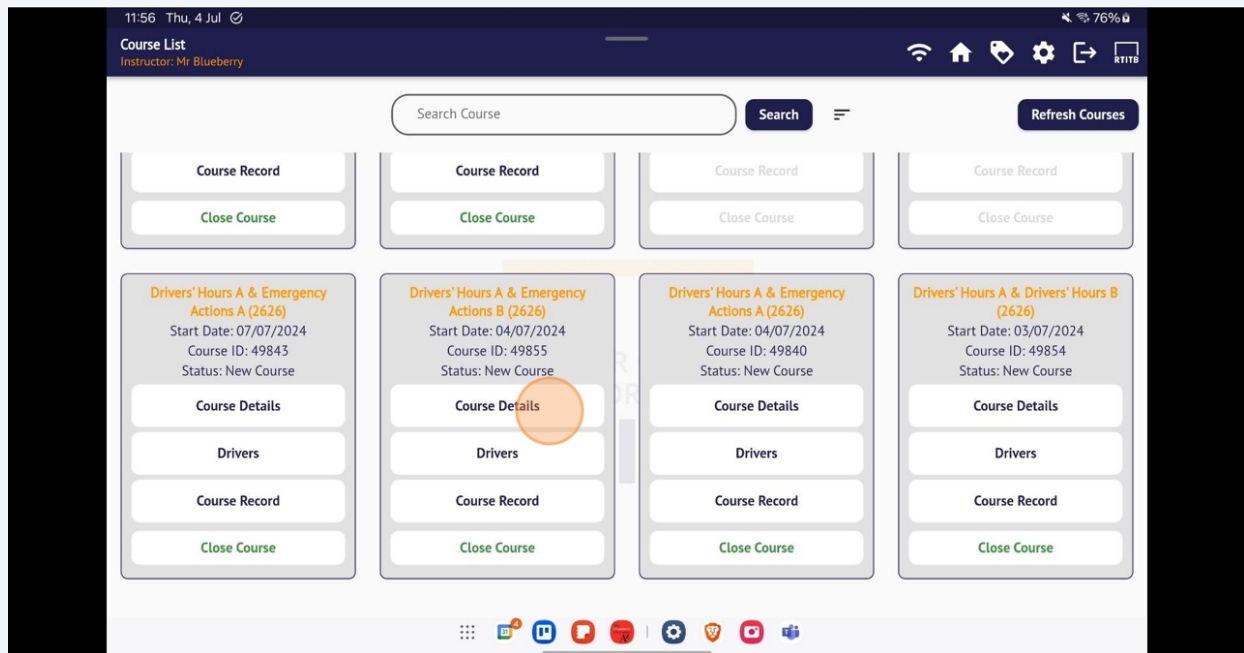 11:56 Thu, 4 Jul
76%
Course List
Instructor: Mr Blueberry
RTITB
Search Course
Search
Refresh Courses
Course Record
Course Record
Course Record
Course Record
Close Course
Close Course
Close Course
Close Course
Drivers' Hours A & Emergency
Actions A (2626)
Start Date: 07/07/2024
Course ID: 49843
Status: New Course
Course Details
Drivers
Course Record
Close Course
Drivers' Hours A & Emergency
Actions B (2626)
Start Date: 04/07/2024
Course ID: 49855
Status: New Course
Course Details
Drivers
Course Record
Close Course
Drivers' Hours A & Emergency
Actions A (2626)
Start Date: 04/07/2024
Course ID: 49840
Status: New Course
Course Details
Drivers
Course Record
Close Course
Drivers' Hours A & Drivers' Hours B
(2626)
Start Date: 03/07/2024
Course ID: 49854
Status: New Course
Course Details
Drivers
Course Record
Close Course
31
4